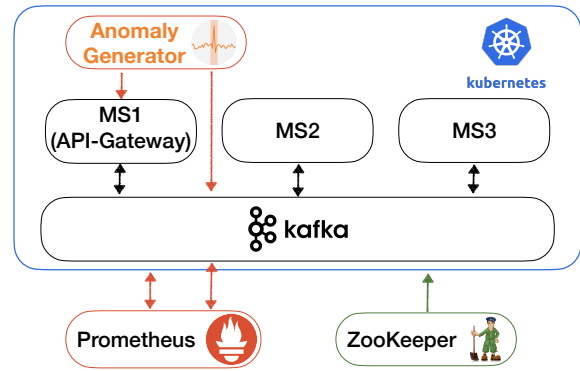 Anomaly
Generator
kubernetes
MS1
(API-Gateway)
MS2
MS3
kafka
Prometheus
ZooKeeper